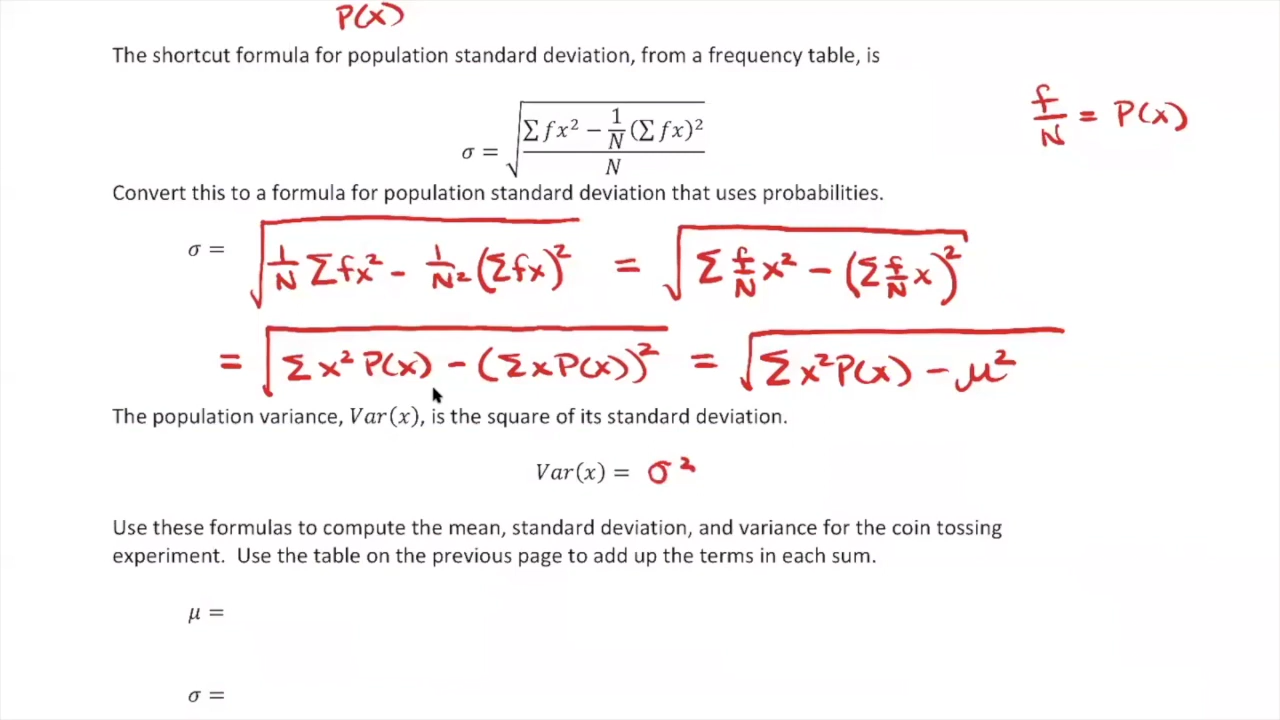 P(x)
The shortcut formula for population standard deviation, from a frequency table, is
σ = √((∑fx² − 1/N (∑fx)²)/N)
f/N = P(x)
Convert this to a formula for population standard deviation that uses probabilities.
σ = √(1/N Σfx² - 1/N² (Σfx)²) = √(Σ f/N x² - (Σ f/N x)²)
= √(Σx² P(x) - (ΣxP(x))²) = √(Σx²P(x) - μ²)
The population variance, Var(x), is the square of its standard deviation.
Var(x) = σ²
Use these formulas to compute the mean, standard deviation, and variance for the coin tossing
experiment. Use the table on the previous page to add up the terms in each sum.
μ =
σ =